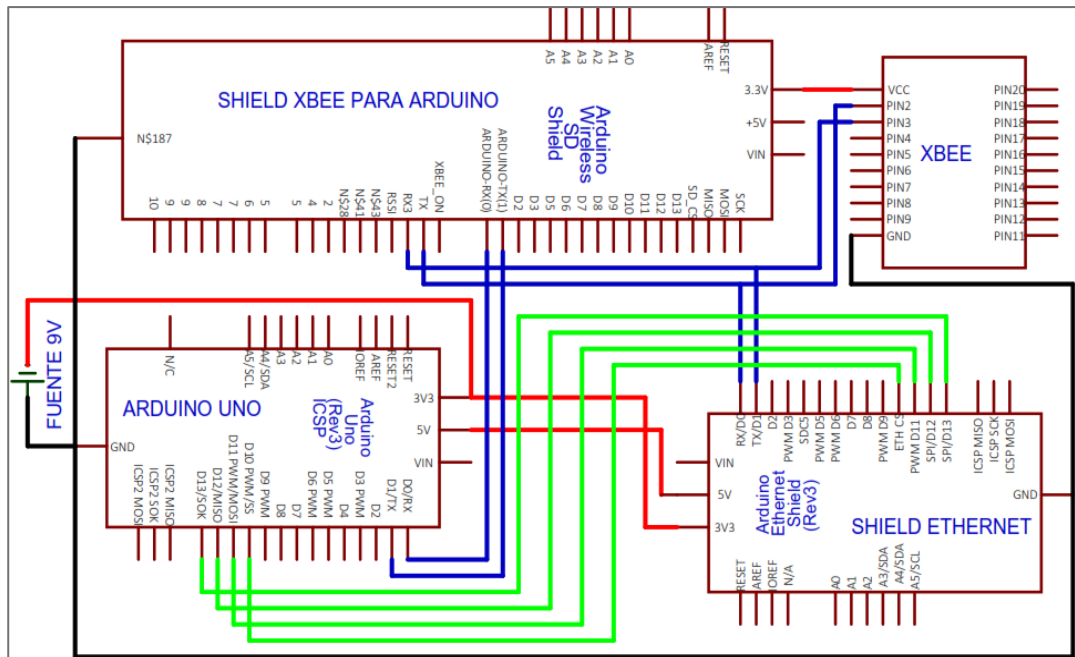 A5
A4
A3
A2
A1
A0
AREF
RESET
SHIELD XBEE PARA ARDUINO
Arduino
Wireless
SD
Shield
3.3V
+5V
VIN
N$187
10
9
9
8
7
7
6
5
5
4
2
N$28
N$41
N$43
RSSI
RX3
TX
XBEE_ON
ARDUINO-RX(0)
ARDUINO-TX(1)
D2
D3
D5
D6
D7
D8
D9
D10
D11
D12
D13
SD_CS
MISO
MOSI
SCK
VCC
PIN2
PIN3
PIN4
PIN5
PIN6
PIN7
PIN8
PIN9
GND
XBEE
PIN20
PIN19
PIN18
PIN17
PIN16
PIN15
PIN14
PIN13
PIN12
PIN11
FUENTE 9V
N/C
A5/SCL
A4/SDA
A3
A2
A1
A0
IOREF
AREF
RESET2
RESET
ARDUINO UNO
Arduino
Uno
(Rev3)
ICSP
3V3
5V
VIN
GND
ICSP2 MOSI
ICSP2 SOK
ICSP2 MISO
D13/SOK
D12/MISO
D11 PWM/MOSI
D10 PWM/SS
D9 PWM
D8
D7
D6 PWM
D5 PWM
D4
D3 PWM
D2
D1/TX
D0/RX
RX/D0
TX/D1
D2
PWM D3
SDCS
PWM D5
PWM D6
D7
D8
PWM D9
ETH CS
PWM D11
SPI/D12
SPI/D13
ICSP MISO
ICSP SCK
ICSP MOSI
VIN
5V
3V3
Arduino
Ethernet
Shield
(Rev3)
SHIELD ETHERNET
GND
RESET
AREF
IOREF
N/A
A0
A1
A2
A3/SDA
A4/SDA
A5/SCL